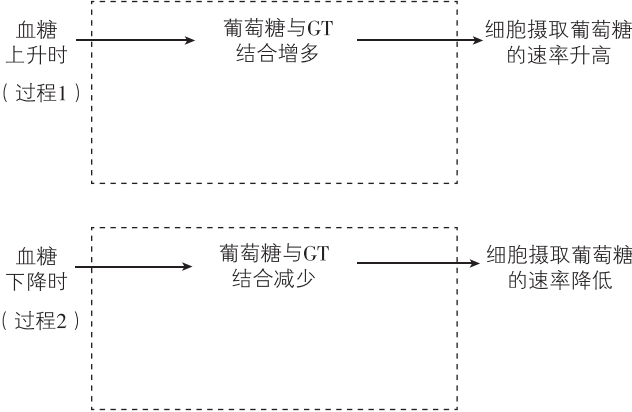 血糖
上升时
（过程1）
葡萄糖与GT
结合增多
细胞摄取葡萄糖
的速率升高
血糖
下降时
（过程2）
葡萄糖与GT
结合减少
细胞摄取葡萄糖
的速率降低